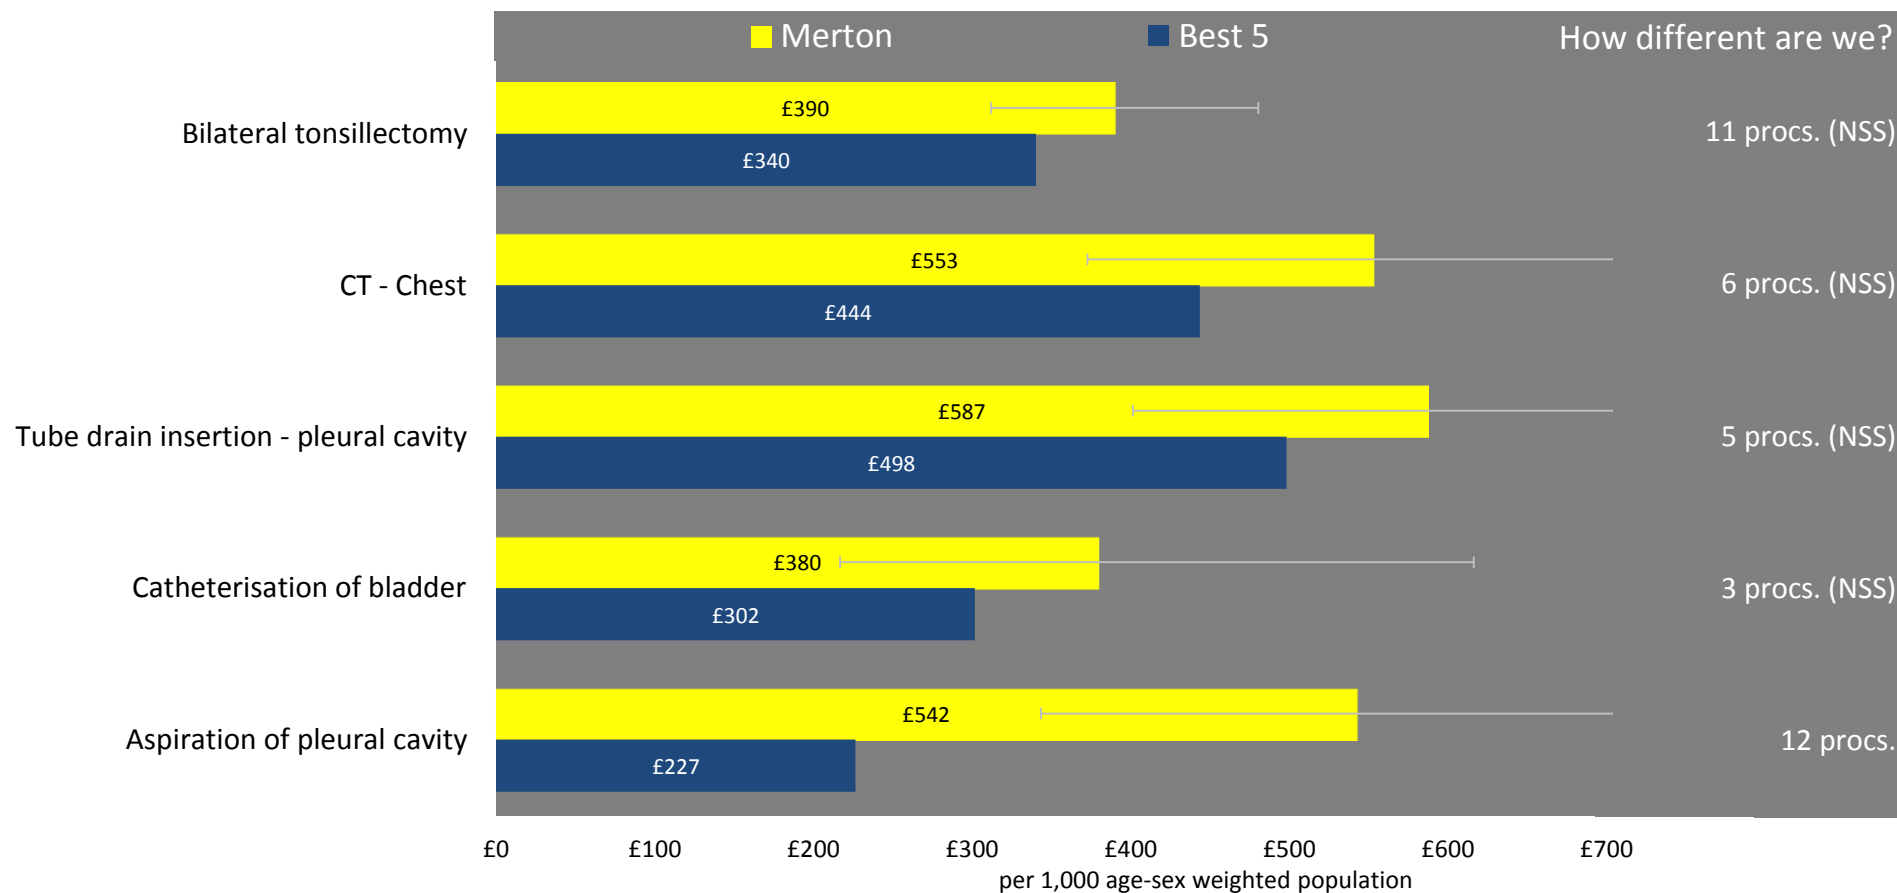 Merton Best 5 How different are we?
Bilateral tonsillectomy £390 £340 11 procs. (NSS)
CT - Chest £553 £444 6 procs. (NSS)
Tube drain insertion - pleural cavity £587 £498 5 procs. (NSS)
Catheterisation of bladder £380 £302 3 procs. (NSS)
Aspiration of pleural cavity £542 £227 12 procs.
£0 £100 £200 £300 £400 £500 £600 £700
per 1,000 age-sex weighted population